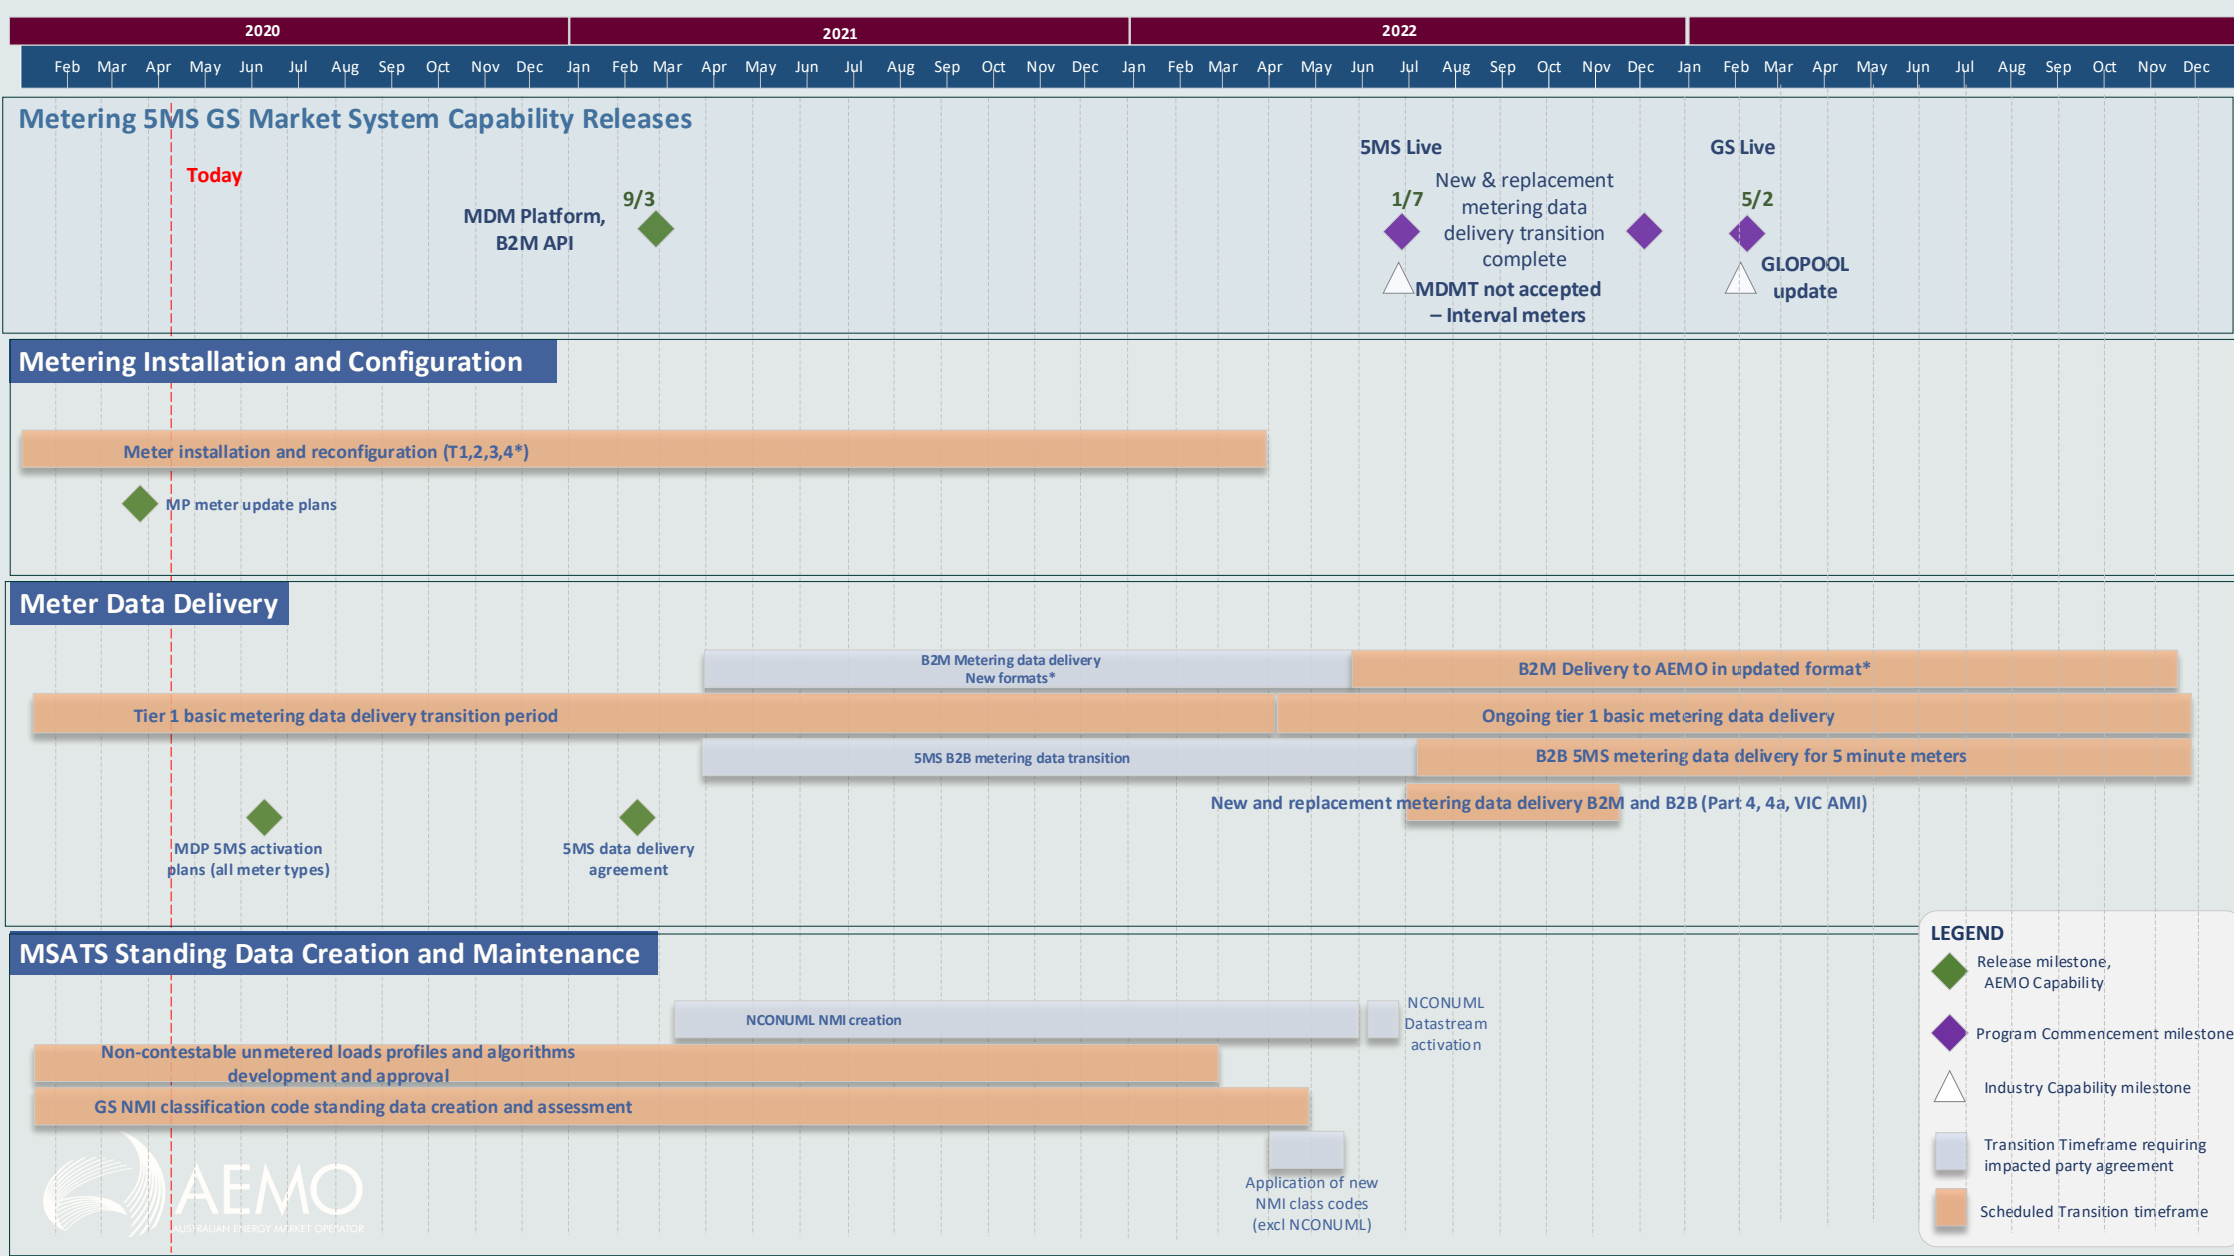 2020
2021
2022
Feb Mar Apr May Jun Jul Aug Sep Oct Nov Dec Jan Feb Mar Apr May Jun Jul Aug Sep Oct Nov Dec Jan Feb Mar Apr May Jun Jul Aug Sep Oct Nov Dec Jan Feb Mar Apr May Jun Jul Aug Sep Oct Nov Dec
Metering 5MS GS Market System Capability Releases
Today
MDM Platform,
B2M API
9/3
5MS Live
1/7
New & replacement
metering data
delivery transition
complete
MDMT not accepted
– Interval meters
GS Live
5/2
GLOPOOL
update
Metering Installation and Configuration
Meter installation and reconfiguration (T1,2,3,4*)
MP meter update plans
Meter Data Delivery
B2M Metering data delivery
New formats*
B2M Delivery to AEMO in updated format*
Tier 1 basic metering data delivery transition period
Ongoing tier 1 basic metering data delivery
5MS B2B metering data transition
B2B 5MS metering data delivery for 5 minute meters
New and replacement metering data delivery B2M and B2B (Part 4, 4a, VIC AMI)
MDP 5MS activation
plans (all meter types)
5MS data delivery
agreement
MSATS Standing Data Creation and Maintenance
NCONUML NMI creation
NCONUML
Datastream
activation
Non-contestable unmetered loads profiles and algorithms
development and approval
GS NMI classification code standing data creation and assessment
Application of new
NMI class codes
(excl NCONUML)
AEMO
AUSTRALIAN ENERGY MARKET OPERATOR
LEGEND
Release milestone,
AEMO Capability
Program Commencement milestone
Industry Capability milestone
Transition Timeframe requiring
impacted party agreement
Scheduled Transition timeframe